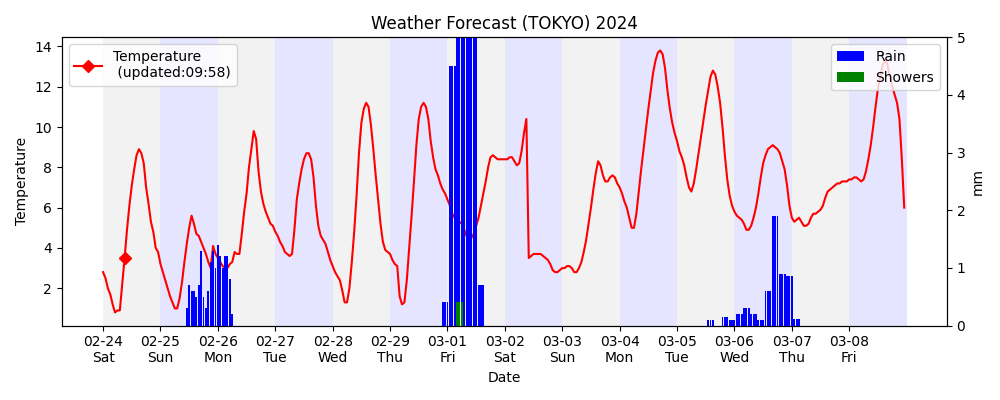 Weather Forecast (TOKYO) 2024
Temperature
(updated:09:58)
Rain
Showers
14
12
10
8
6
4
2
Temperature
5
4
3
2
1
0
mm
02-24 02-25 02-26 02-27 02-28 02-29 03-01 03-02 03-03 03-04 03-05 03-06 03-07 03-08
Sat Sun Mon Tue Wed Thu Fri Sat Sun Mon Tue Wed Thu Fri
Date